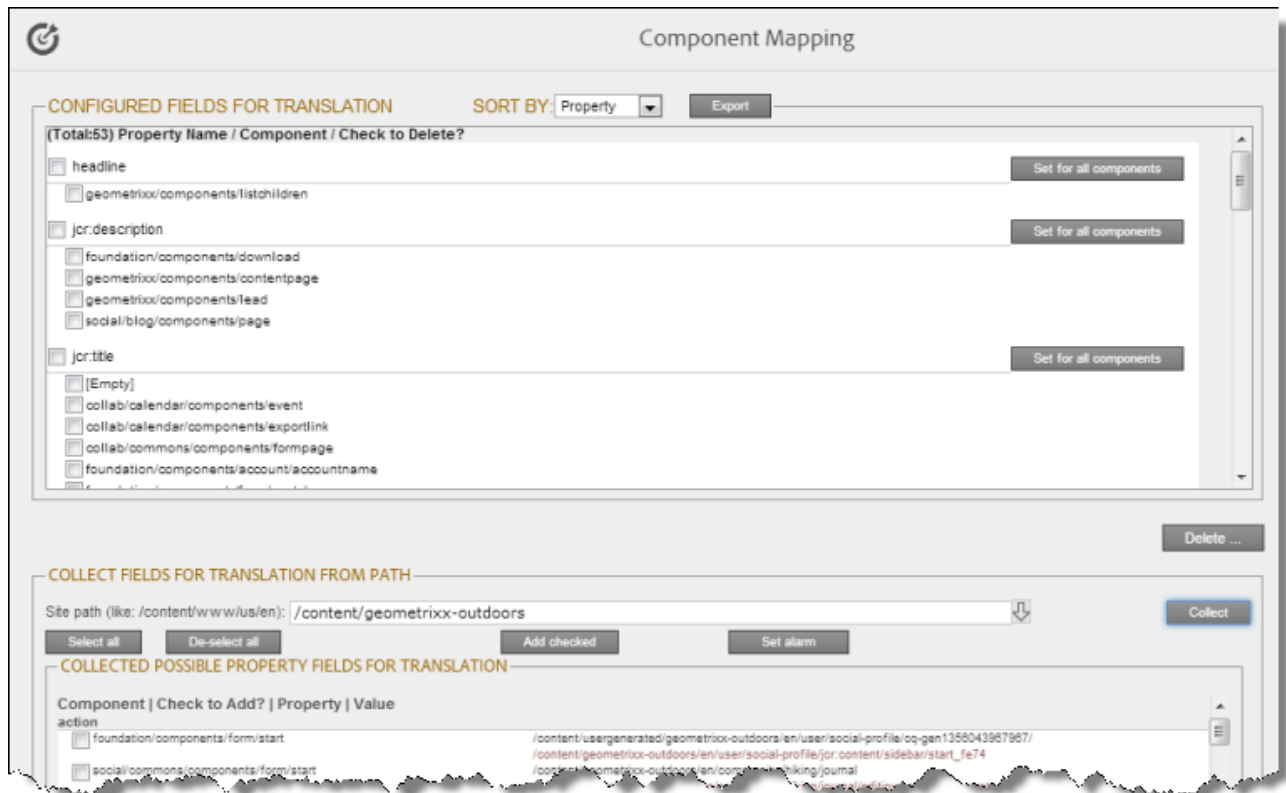 Component Mapping
CONFIGURED FIELDS FOR TRANSLATION SORT BY: Property Export
(Total:53) Property Name / Component / Check to Delete?
headline Set for all components
geometrixx/components/listchildren
jcr:description Set for all components
foundation/components/download
geometrixx/components/contentpage
geometrixx/components/lead
social/blog/components/page
jcr:title Set for all components
[Empty]
collab/calendar/components/event
collab/calendar/components/exportlink
collab/commons/components/formpage
foundation/components/account/accountname
Delete ...
COLLECT FIELDS FOR TRANSLATION FROM PATH
Site path (like: /content/www/us/en): /content/geometrixx-outdoors Collect
Select all De-select all Add checked Set alarm
COLLECTED POSSIBLE PROPERTY FIELDS FOR TRANSLATION
Component | Check to Add? | Property | Value
action
foundation/components/form/start /content/usergenerated/geometrixx-outdoors/en/user/social-profile/cq-gen1356043967967/
/content/geometrixx-outdoors/en/user/social-profile/jcr:content/sidebar/start_fe74
social/commons/components/form/start